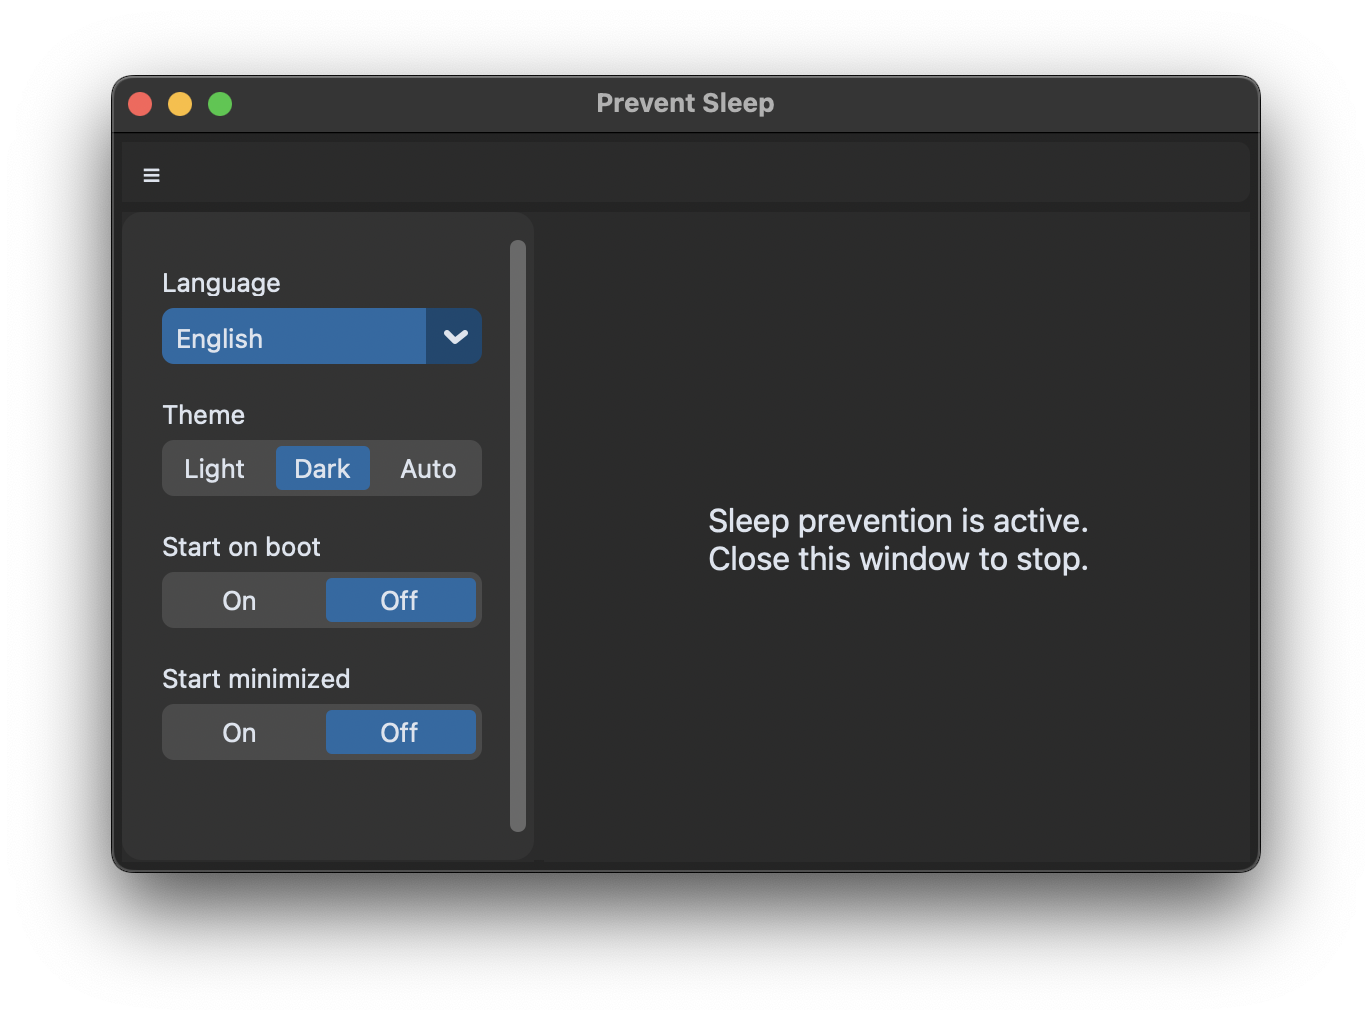 Prevent Sleep
Language
English
Theme
Light Dark Auto
Start on boot
On Off
Start minimized
On Off
Sleep prevention is active.
Close this window to stop.